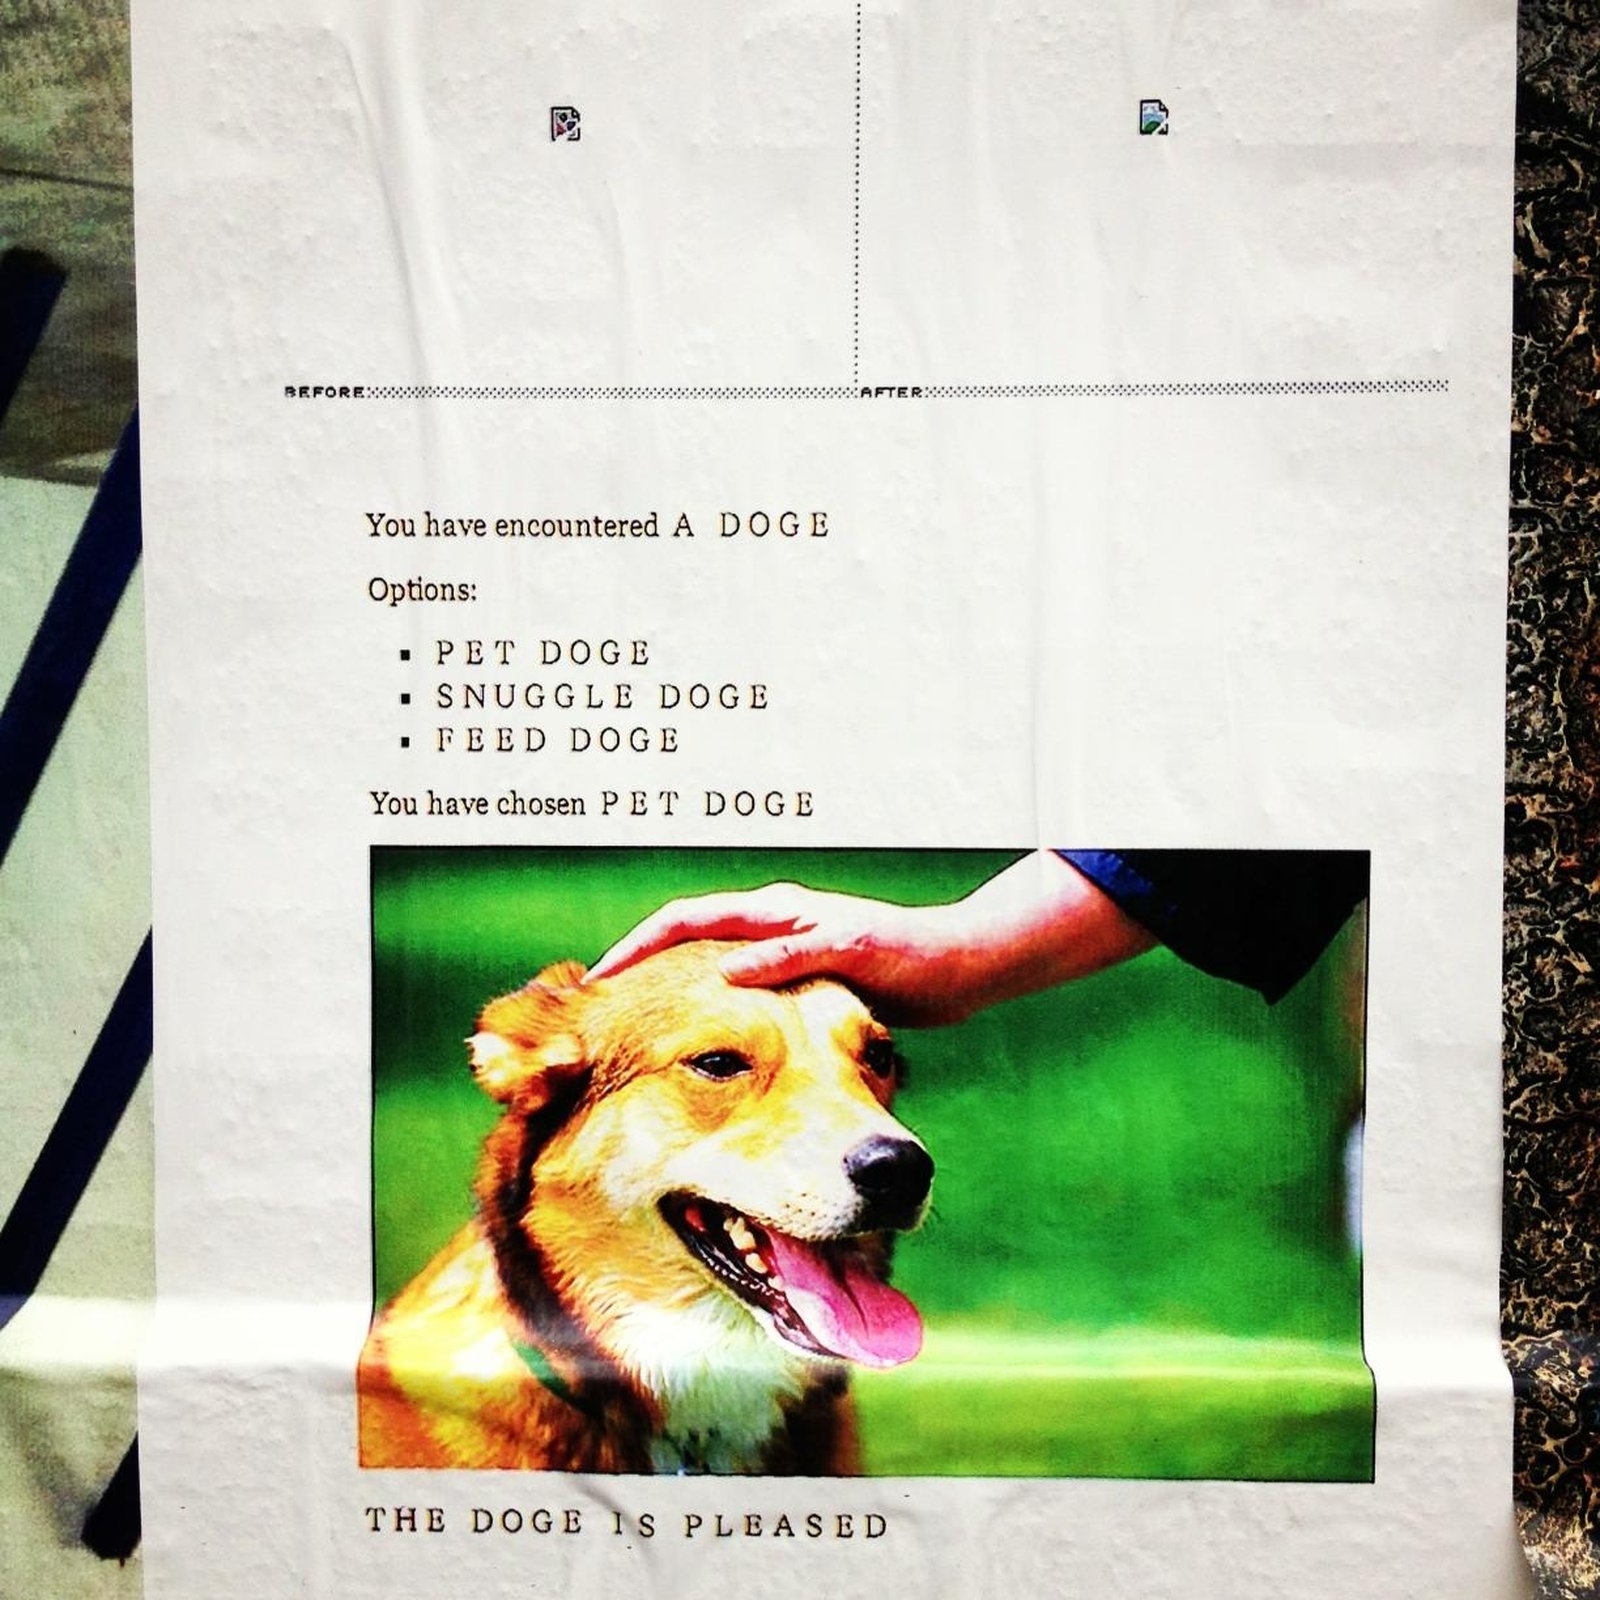 BEFORE AFTER
You have encountered A DOGE
Options:
▪ PET DOGE
▪ SNUGGLE DOGE
▪ FEED DOGE
You have chosen PET DOGE
THE DOGE IS PLEASED